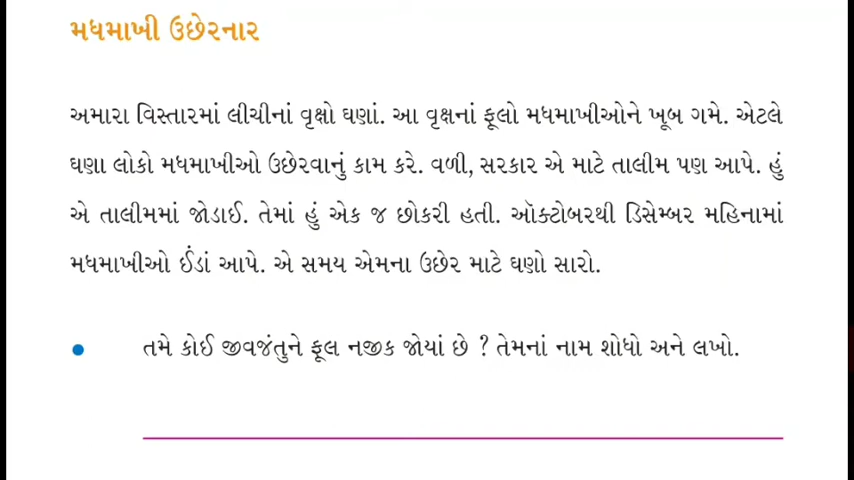 મધમાખી ઉછેરનાર
અમારા વિસ્તારમાં લીચીનાં વૃક્ષો ઘણાં. આ વૃક્ષનાં ફૂલો મધમાખીઓને ખૂબ ગમે. એટલે
ઘણા લોકો મધમાખીઓ ઉછેરવાનું કામ કરે. વળી, સરકાર એ માટે તાલીમ પણ આપે. હું
એ તાલીમમાં જોડાઈ. તેમાં હું એક જ છોકરી હતી. ઑક્ટોબરથી ડિસેમ્બર મહિનામાં
મધમાખીઓ ઈંડાં આપે. એ સમય એમના ઉછેર માટે ઘણો સારો.
• તમે કોઈ જીવજંતુને ફૂલ નજીક જોયાં છે ? તેમનાં નામ શોધો અને લખો.